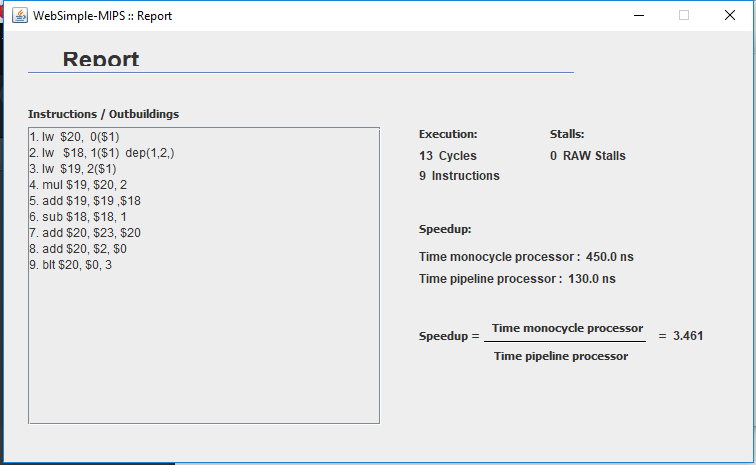 WebSimple-MIPS :: Report
Report
Instructions / Outbuildings
1. lw  $20,  0($1)
2. lw   $18, 1($1)  dep(1,2,)
3. lw  $19, 2($1)
4. mul $19, $20, 2
5. add $19, $19 ,$18
6. sub $18, $18, 1
7. add $20, $23, $20
8. add $20, $2, $0
9. blt $20, $0, 3
Execution:
13  Cycles
9  Instructions
Stalls:
0  RAW Stalls
Speedup:
Time monocycle processor :  450.0 ns
Time pipeline processor :  130.0 ns
Speedup =
Time monocycle processor
Time pipeline processor
=  3.461